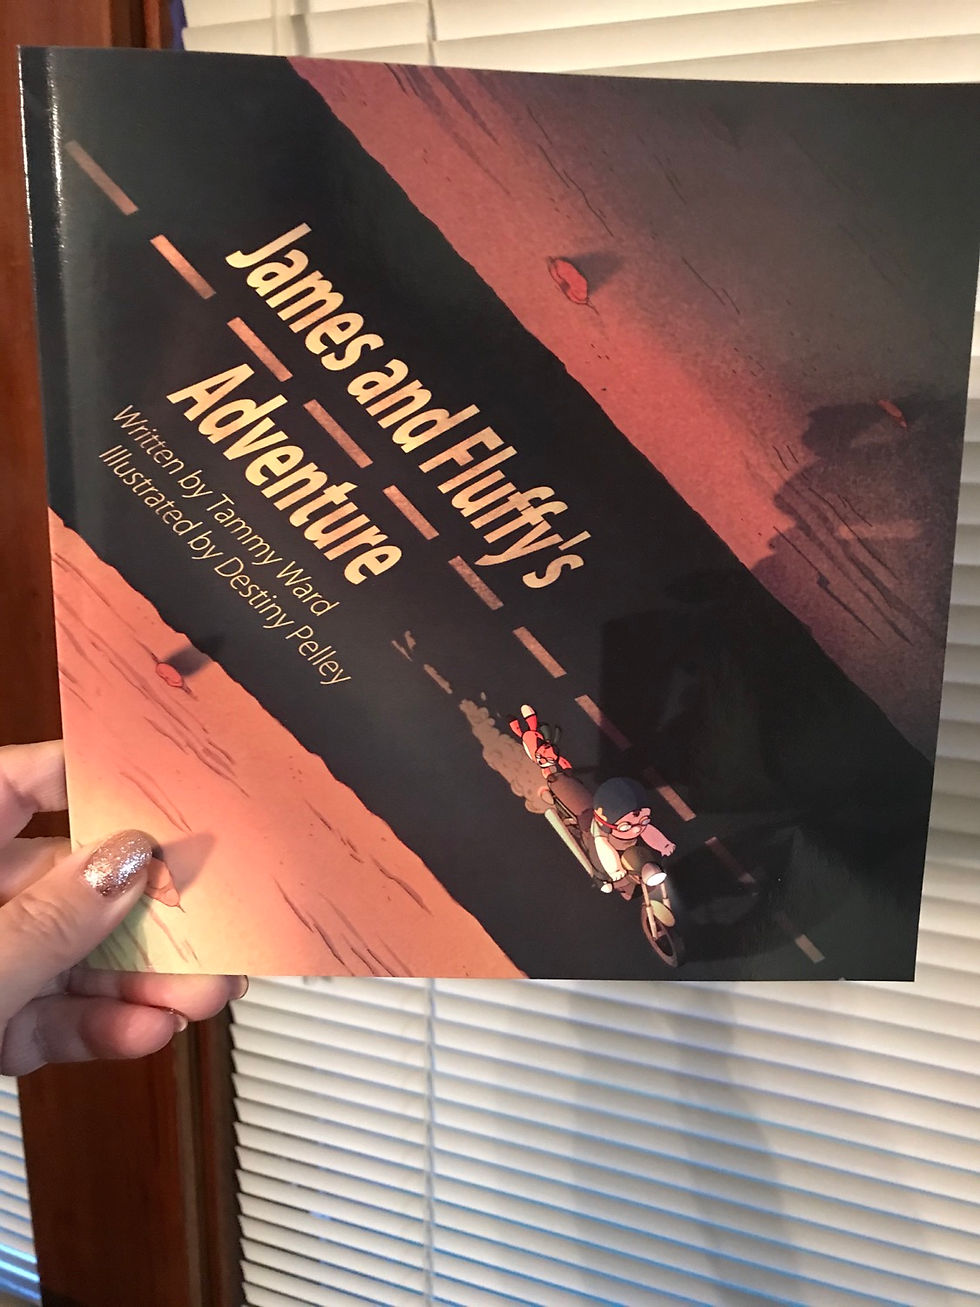 James and Fluffy's
Adventure
Written by Tammy Ward
Illustrated by Destiny Pelley